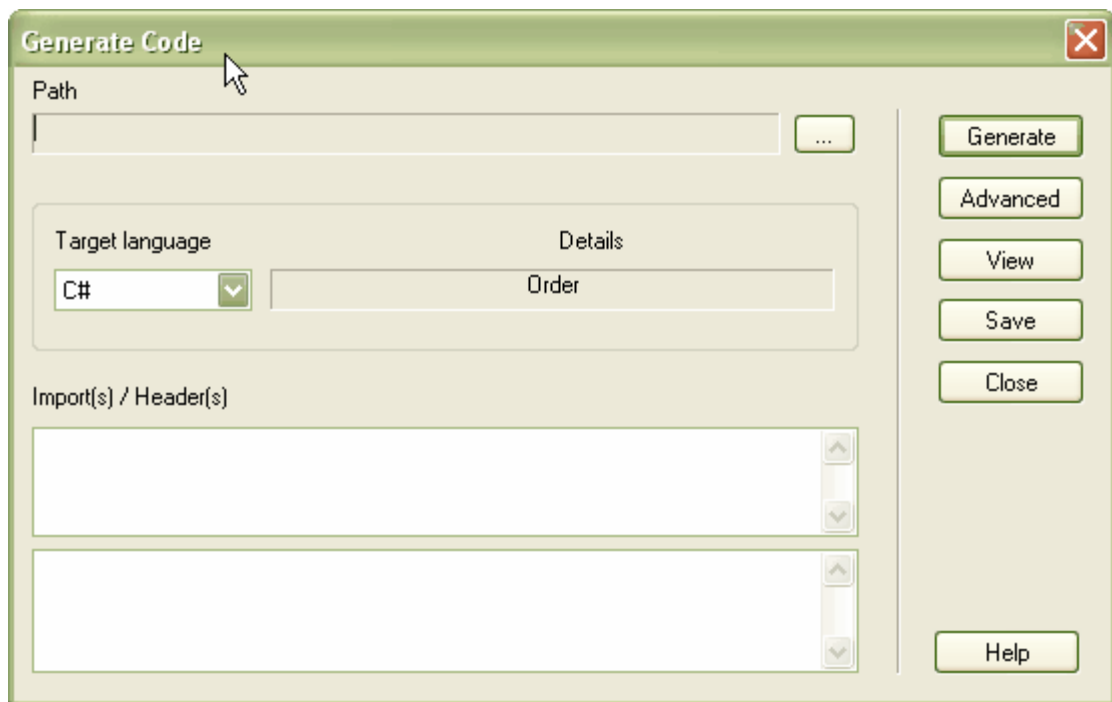 Generate Code
Path
...
Generate
Advanced
View
Save
Close
Target language
Details
C#
Order
Import(s) / Header(s)
Help